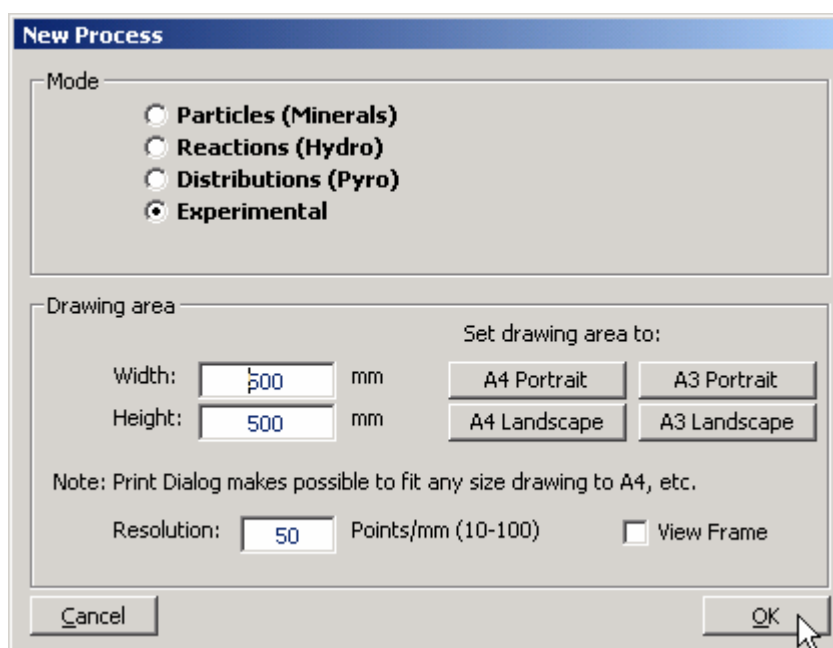 New Process
Mode
Particles (Minerals)
Reactions (Hydro)
Distributions (Pyro)
Experimental
Drawing area
Set drawing area to:
Width: 500 mm A4 Portrait A3 Portrait
Height: 500 mm A4 Landscape A3 Landscape
Note: Print Dialog makes possible to fit any size drawing to A4, etc.
Resolution: 50 Points/mm (10-100) View Frame
Cancel OK